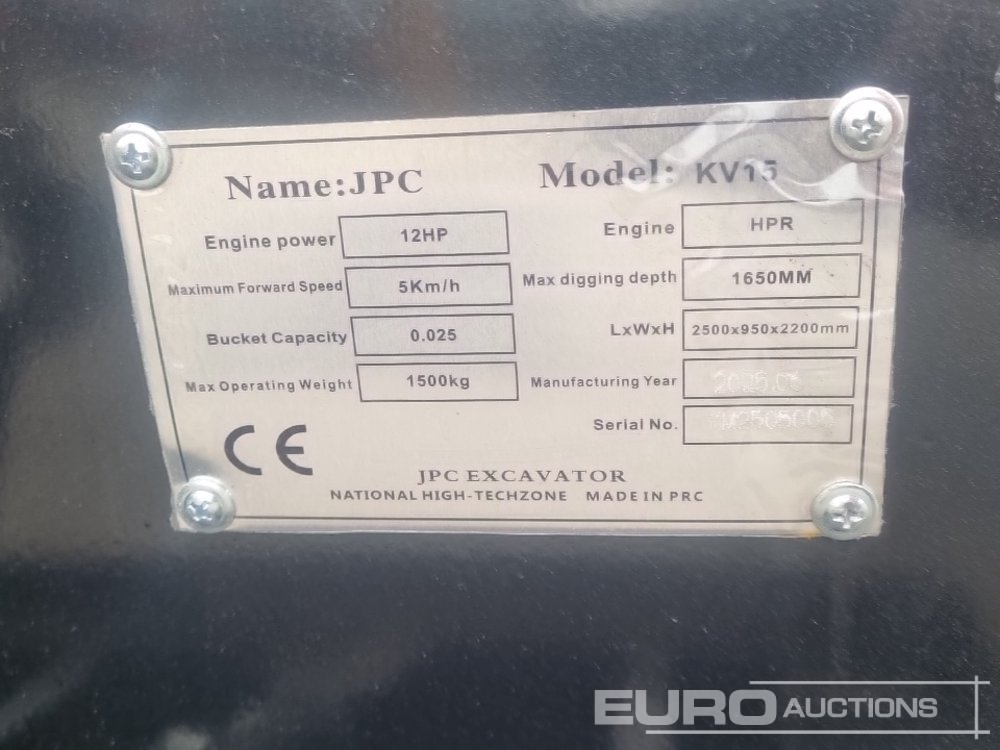 Name:JPC
Model: KV15
Engine power 12HP
Engine HPR
Maximum Forward Speed 5Km/h
Max digging depth 1650MM
Bucket Capacity 0.025
LxWxH 2500x950x2200mm
Max Operating Weight 1500kg
Manufacturing Year
Serial No.
CE
JPC EXCAVATOR
NATIONAL HIGH-TECHZONE MADE IN PRC
EURO AUCTIONS